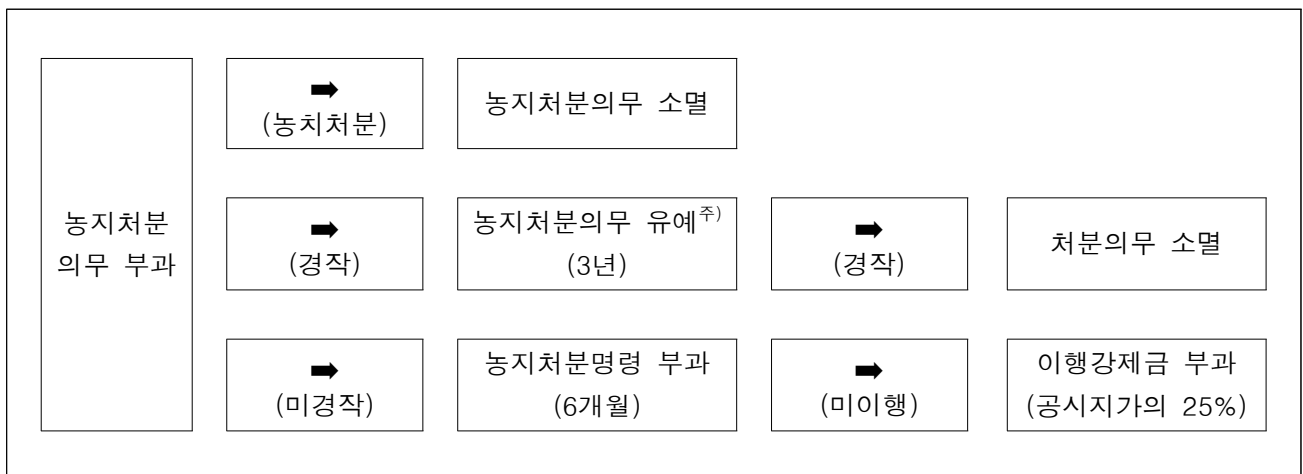 농지처분
의무 부과
➡
(농치처분)
농지처분의무 소멸
➡
(경작)
농지처분의무 유예주)
(3년)
➡
(경작)
처분의무 소멸
➡
(미경작)
농지처분명령 부과
(6개월)
➡
(미이행)
이행강제금 부과
(공시지가의 25%)